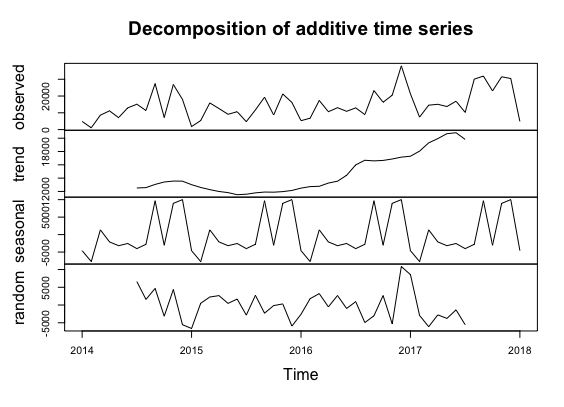 Decomposition of additive time series
observed
20000
0
trend
18000
12000
seasonal
5000
-5000
random
5000
-5000
2014 2015 2016 2017 2018
Time